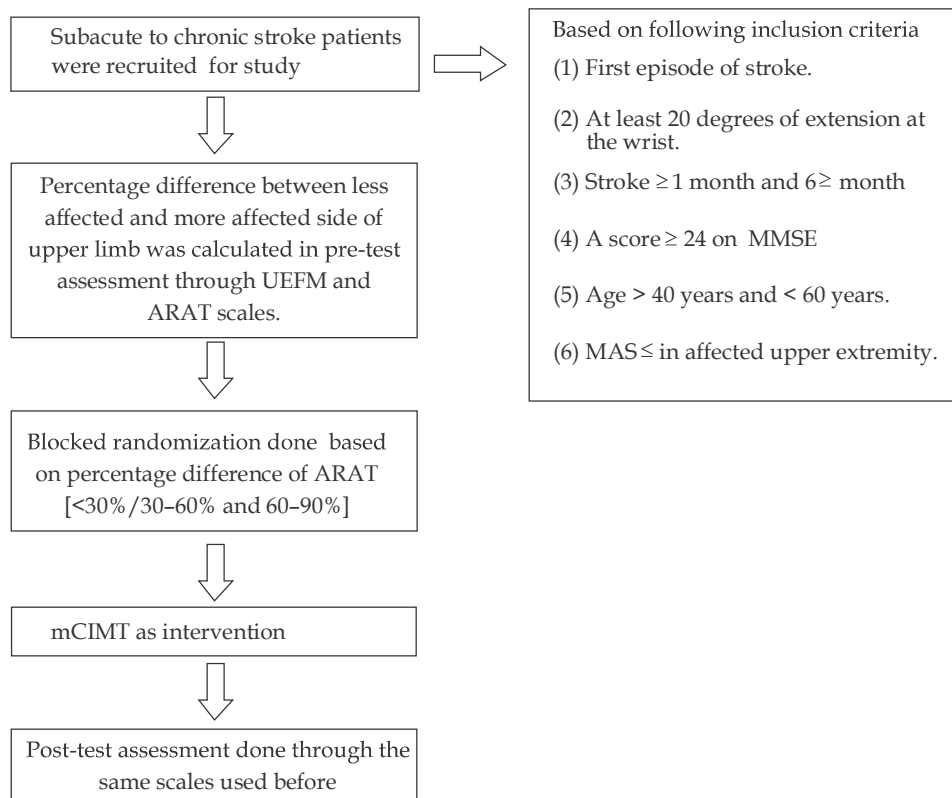 Subacute to chronic stroke patients
were recruited for study
Based on following inclusion criteria
(1) First episode of stroke.
(2) At least 20 degrees of extension at
the wrist.
(3) Stroke ≥ 1 month and 6 ≥ month
(4) A score ≥ 24 on MMSE
(5) Age > 40 years and < 60 years.
(6) MAS ≤ in affected upper extremity.
Percentage difference between less
affected and more affected side of
upper limb was calculated in pre-test
assessment through UEFM and
ARAT scales.
Blocked randomization done based
on percentage difference of ARAT
[<30%/30–60% and 60–90%]
mCIMT as intervention
Post-test assessment done through the
same scales used before